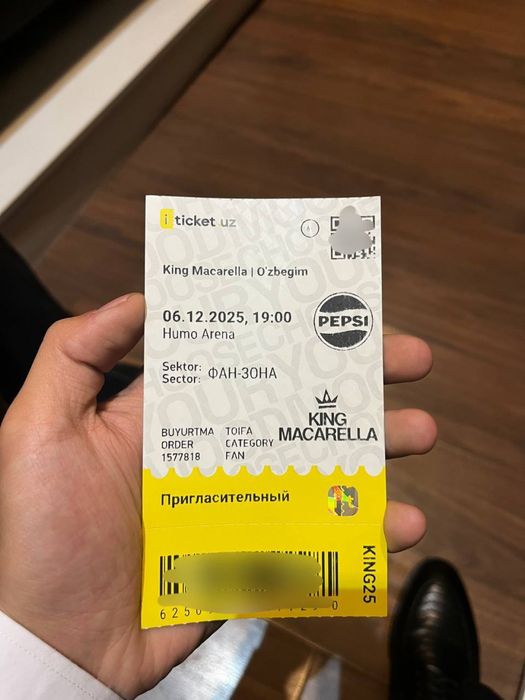 iticket.uz
King Macarella | O'zbegim
06.12.2025, 19:00
Humo Arena
PEPSI
Sektor:
Sector: ФАН-ЗОНА
KING
MACARELLA
BUYURTMA TOIFA
ORDER CATEGORY
1577818 FAN
Пригласительный
KING25